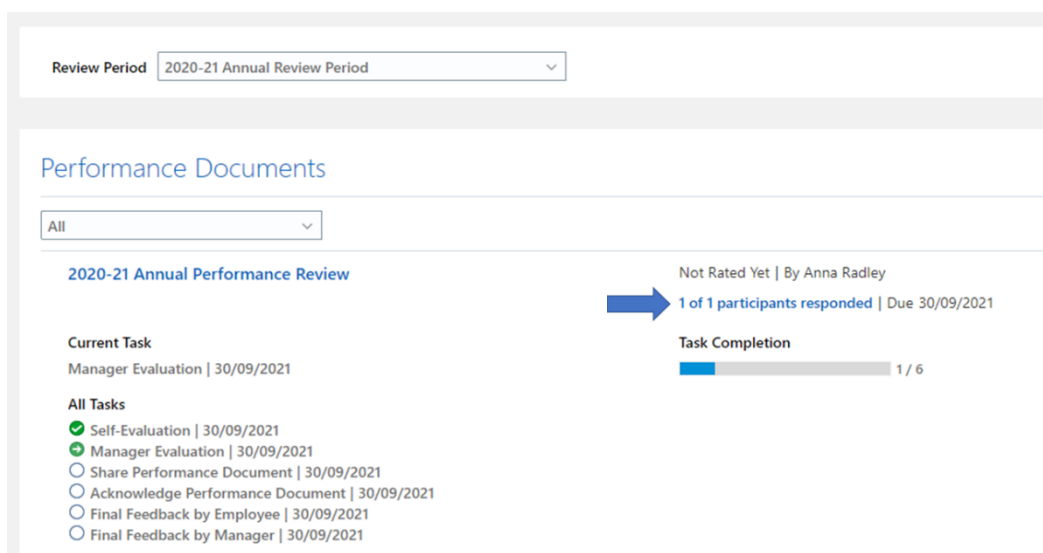 Review Period 2020-21 Annual Review Period
Performance Documents
All
2020-21 Annual Performance Review
Not Rated Yet | By Anna Radley
1 of 1 participants responded | Due 30/09/2021
Current Task
Manager Evaluation | 30/09/2021
Task Completion
1 / 6
All Tasks
Self-Evaluation | 30/09/2021
Manager Evaluation | 30/09/2021
Share Performance Document | 30/09/2021
Acknowledge Performance Document | 30/09/2021
Final Feedback by Employee | 30/09/2021
Final Feedback by Manager | 30/09/2021